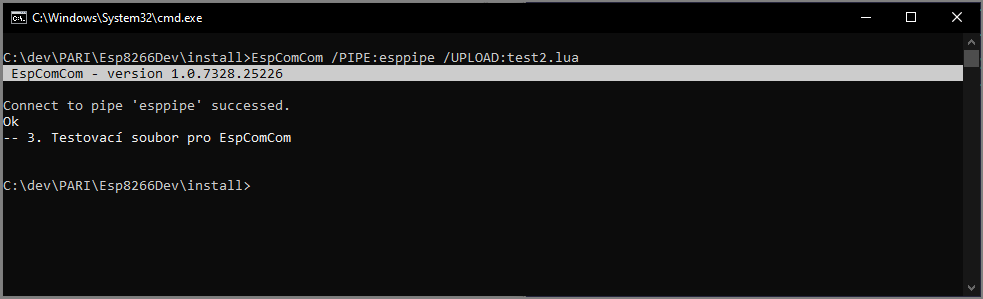 C:\Windows\System32\cmd.exe
C:\dev\PARI\Esp8266Dev\install>EspComCom /PIPE:esppipe /UPLOAD:test2.lua
EspComCom - version 1.0.7328.25226
Connect to pipe 'esppipe' successed.
Ok
-- 3. Testovací soubor pro EspComCom
C:\dev\PARI\Esp8266Dev\install>